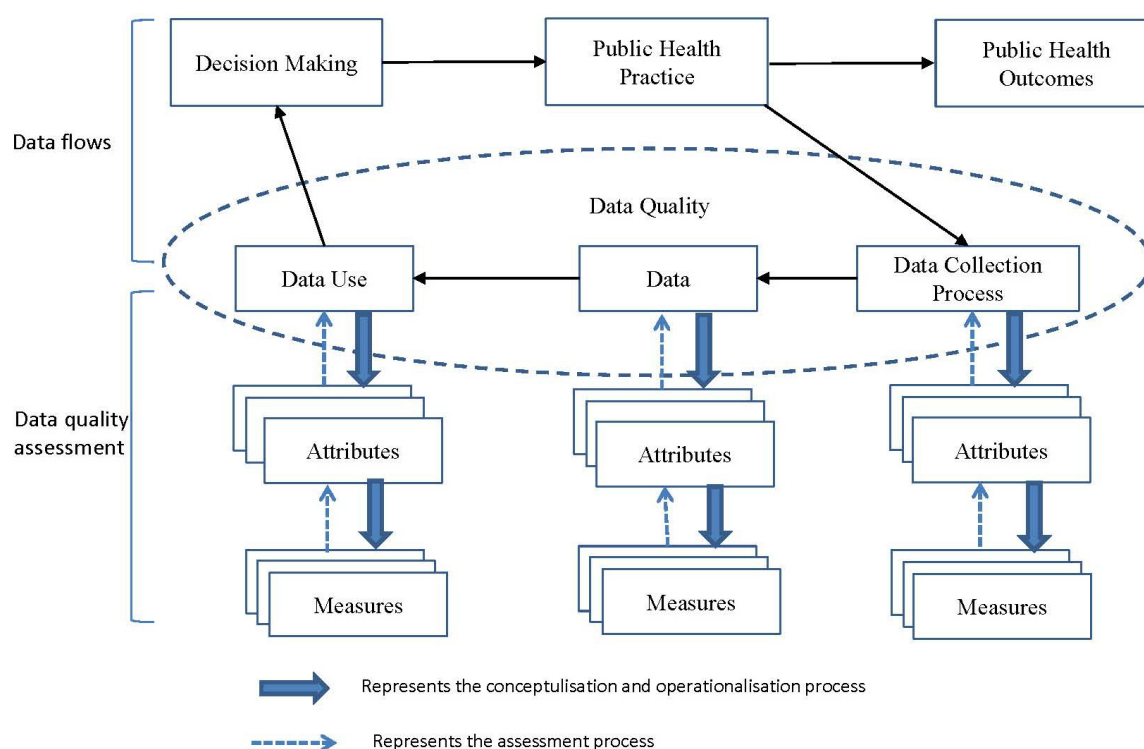 Decision Making
Public Health
Practice
Public Health
Outcomes
Data flows
Data Quality
Data Use
Data
Data Collection
Process
Data quality
assessment
Attributes
Attributes
Attributes
Measures
Measures
Measures
Represents the conceptulisation and operationalisation process
Represents the assessment process